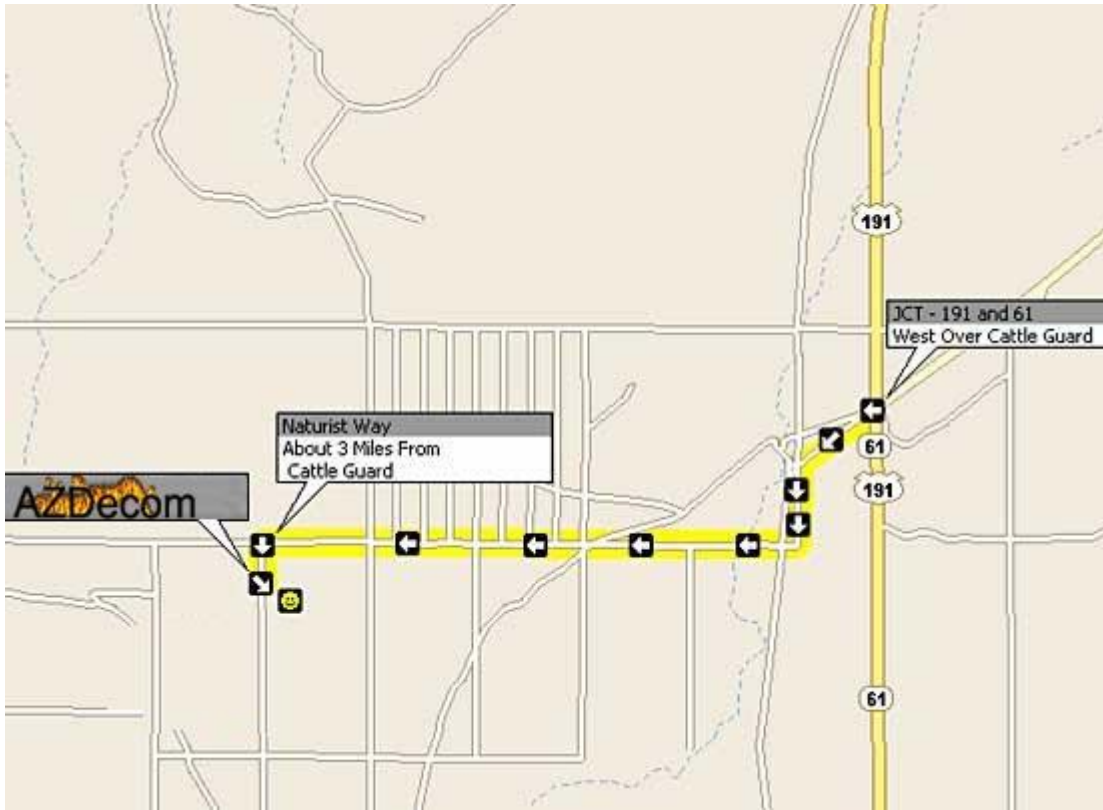 191
JCT - 191 and 61
West Over Cattle Guard
Naturist Way
About 3 Miles From
Cattle Guard
61
AZDecom
191
61